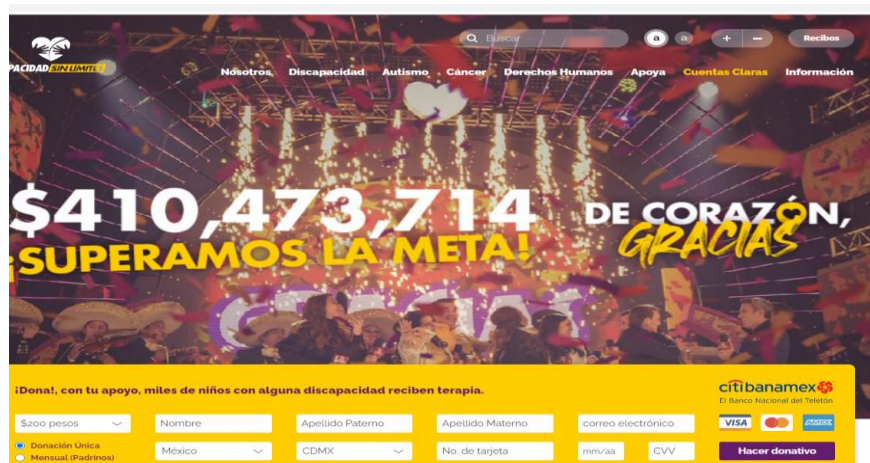 Buscar
a a + - Recibos
PACIDAD SIN LÍMITES
Nosotros Discapacidad Autismo Cáncer Derechos Humanos Apoya Cuentas Claras Información
$410,473,714
¡SUPERAMOS LA META!
DE CORAZÓN,
GRACIAS
GRACIAS
¡Dona!, con tu apoyo, miles de niños con alguna discapacidad reciben terapia.
citibanamex
El Banco Nacional del Teletón
$200 pesos Nombre Apellido Paterno Apellido Materno correo electrónico VISA
Donación Única
Mensual (Padrinos)
México CDMX No. de tarjeta mm/aa CVV Hacer donativo